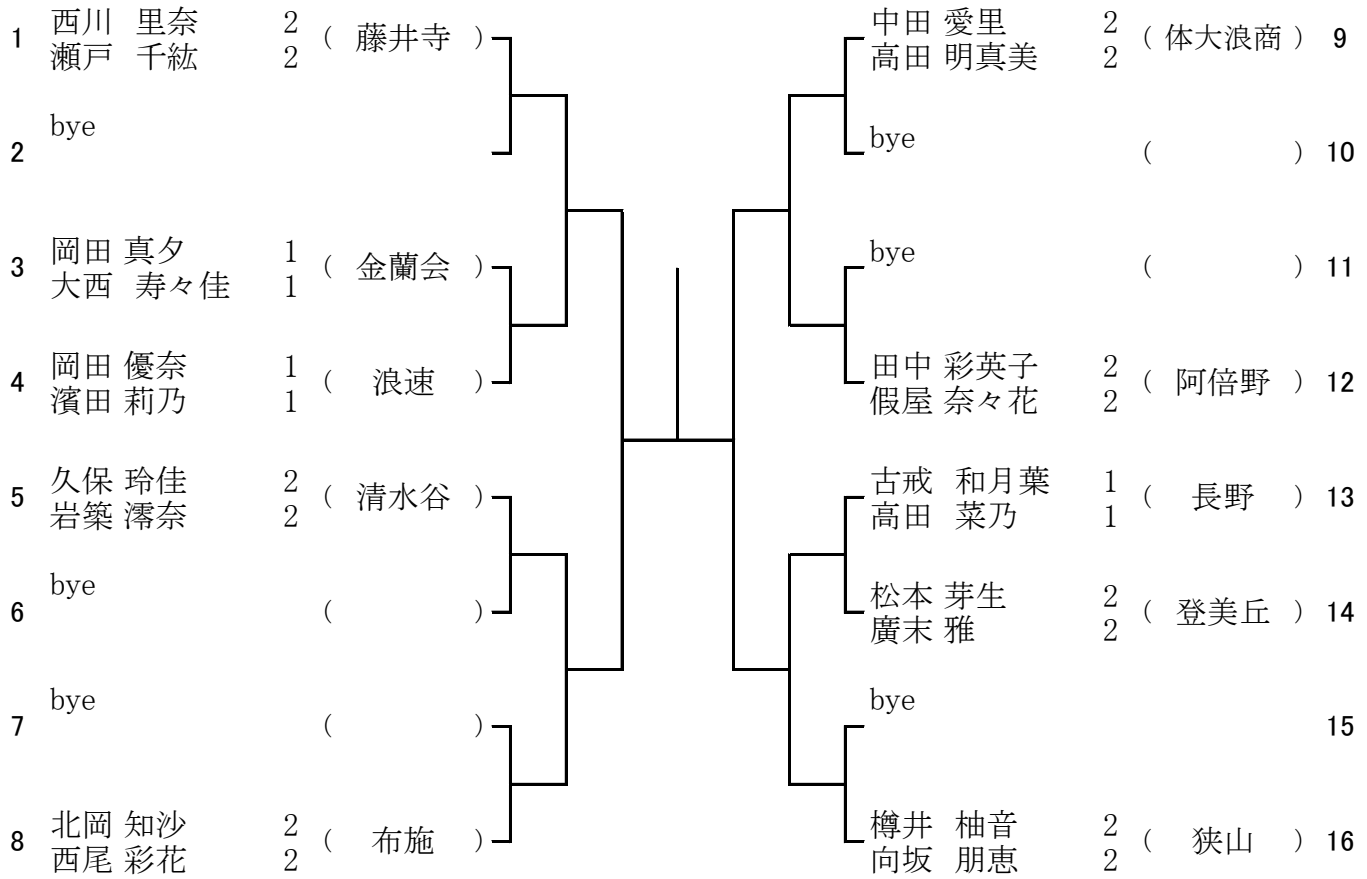 1 西川 里奈 2 ( 藤井寺 )
瀬戸 千紘 2
2 bye
3 岡田 真夕 1 ( 金蘭会 )
大西 寿々佳 1
4 岡田 優奈 1 ( 浪速 )
濱田 莉乃 1
5 久保 玲佳 2 ( 清水谷 )
岩築 澪奈 2
6 bye ( )
7 bye ( )
8 北岡 知沙 2 ( 布施 )
西尾 彩花 2
中田 愛里 2 ( 体大浪商 ) 9
高田 明真美 2
bye ( ) 10
bye ( ) 11
田中 彩英子 2 ( 阿倍野 ) 12
假屋 奈々花 2
古戒 和月葉 1 ( 長野 ) 13
高田 菜乃 1
松本 芽生 2 ( 登美丘 ) 14
廣末 雅 2
bye 15
樽井 柚音 2 ( 狭山 ) 16
向坂 朋恵 2